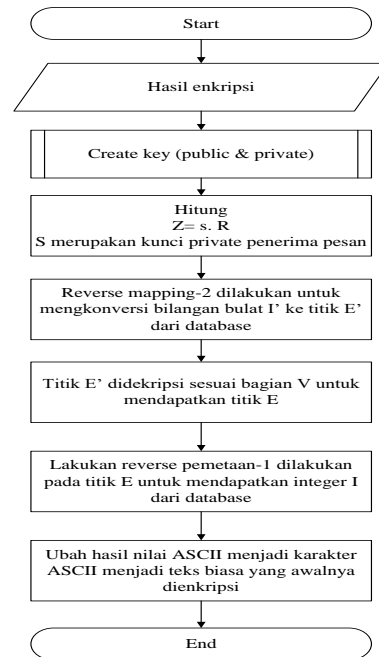 Start
Hasil enkripsi
Create key (public & private)
Hitung
Z= s. R
S merupakan kunci private penerima pesan
Reverse mapping-2 dilakukan untuk
mengkonversi bilangan bulat I’ ke titik E’
dari database
Titik E’ didekripsi sesuai bagian V untuk
mendapatkan titik E
Lakukan reverse pemetaan-1 dilakukan
pada titik E untuk mendapatkan integer I
dari database
Ubah hasil nilai ASCII menjadi karakter
ASCII menjadi teks biasa yang awalnya
dienkripsi
End